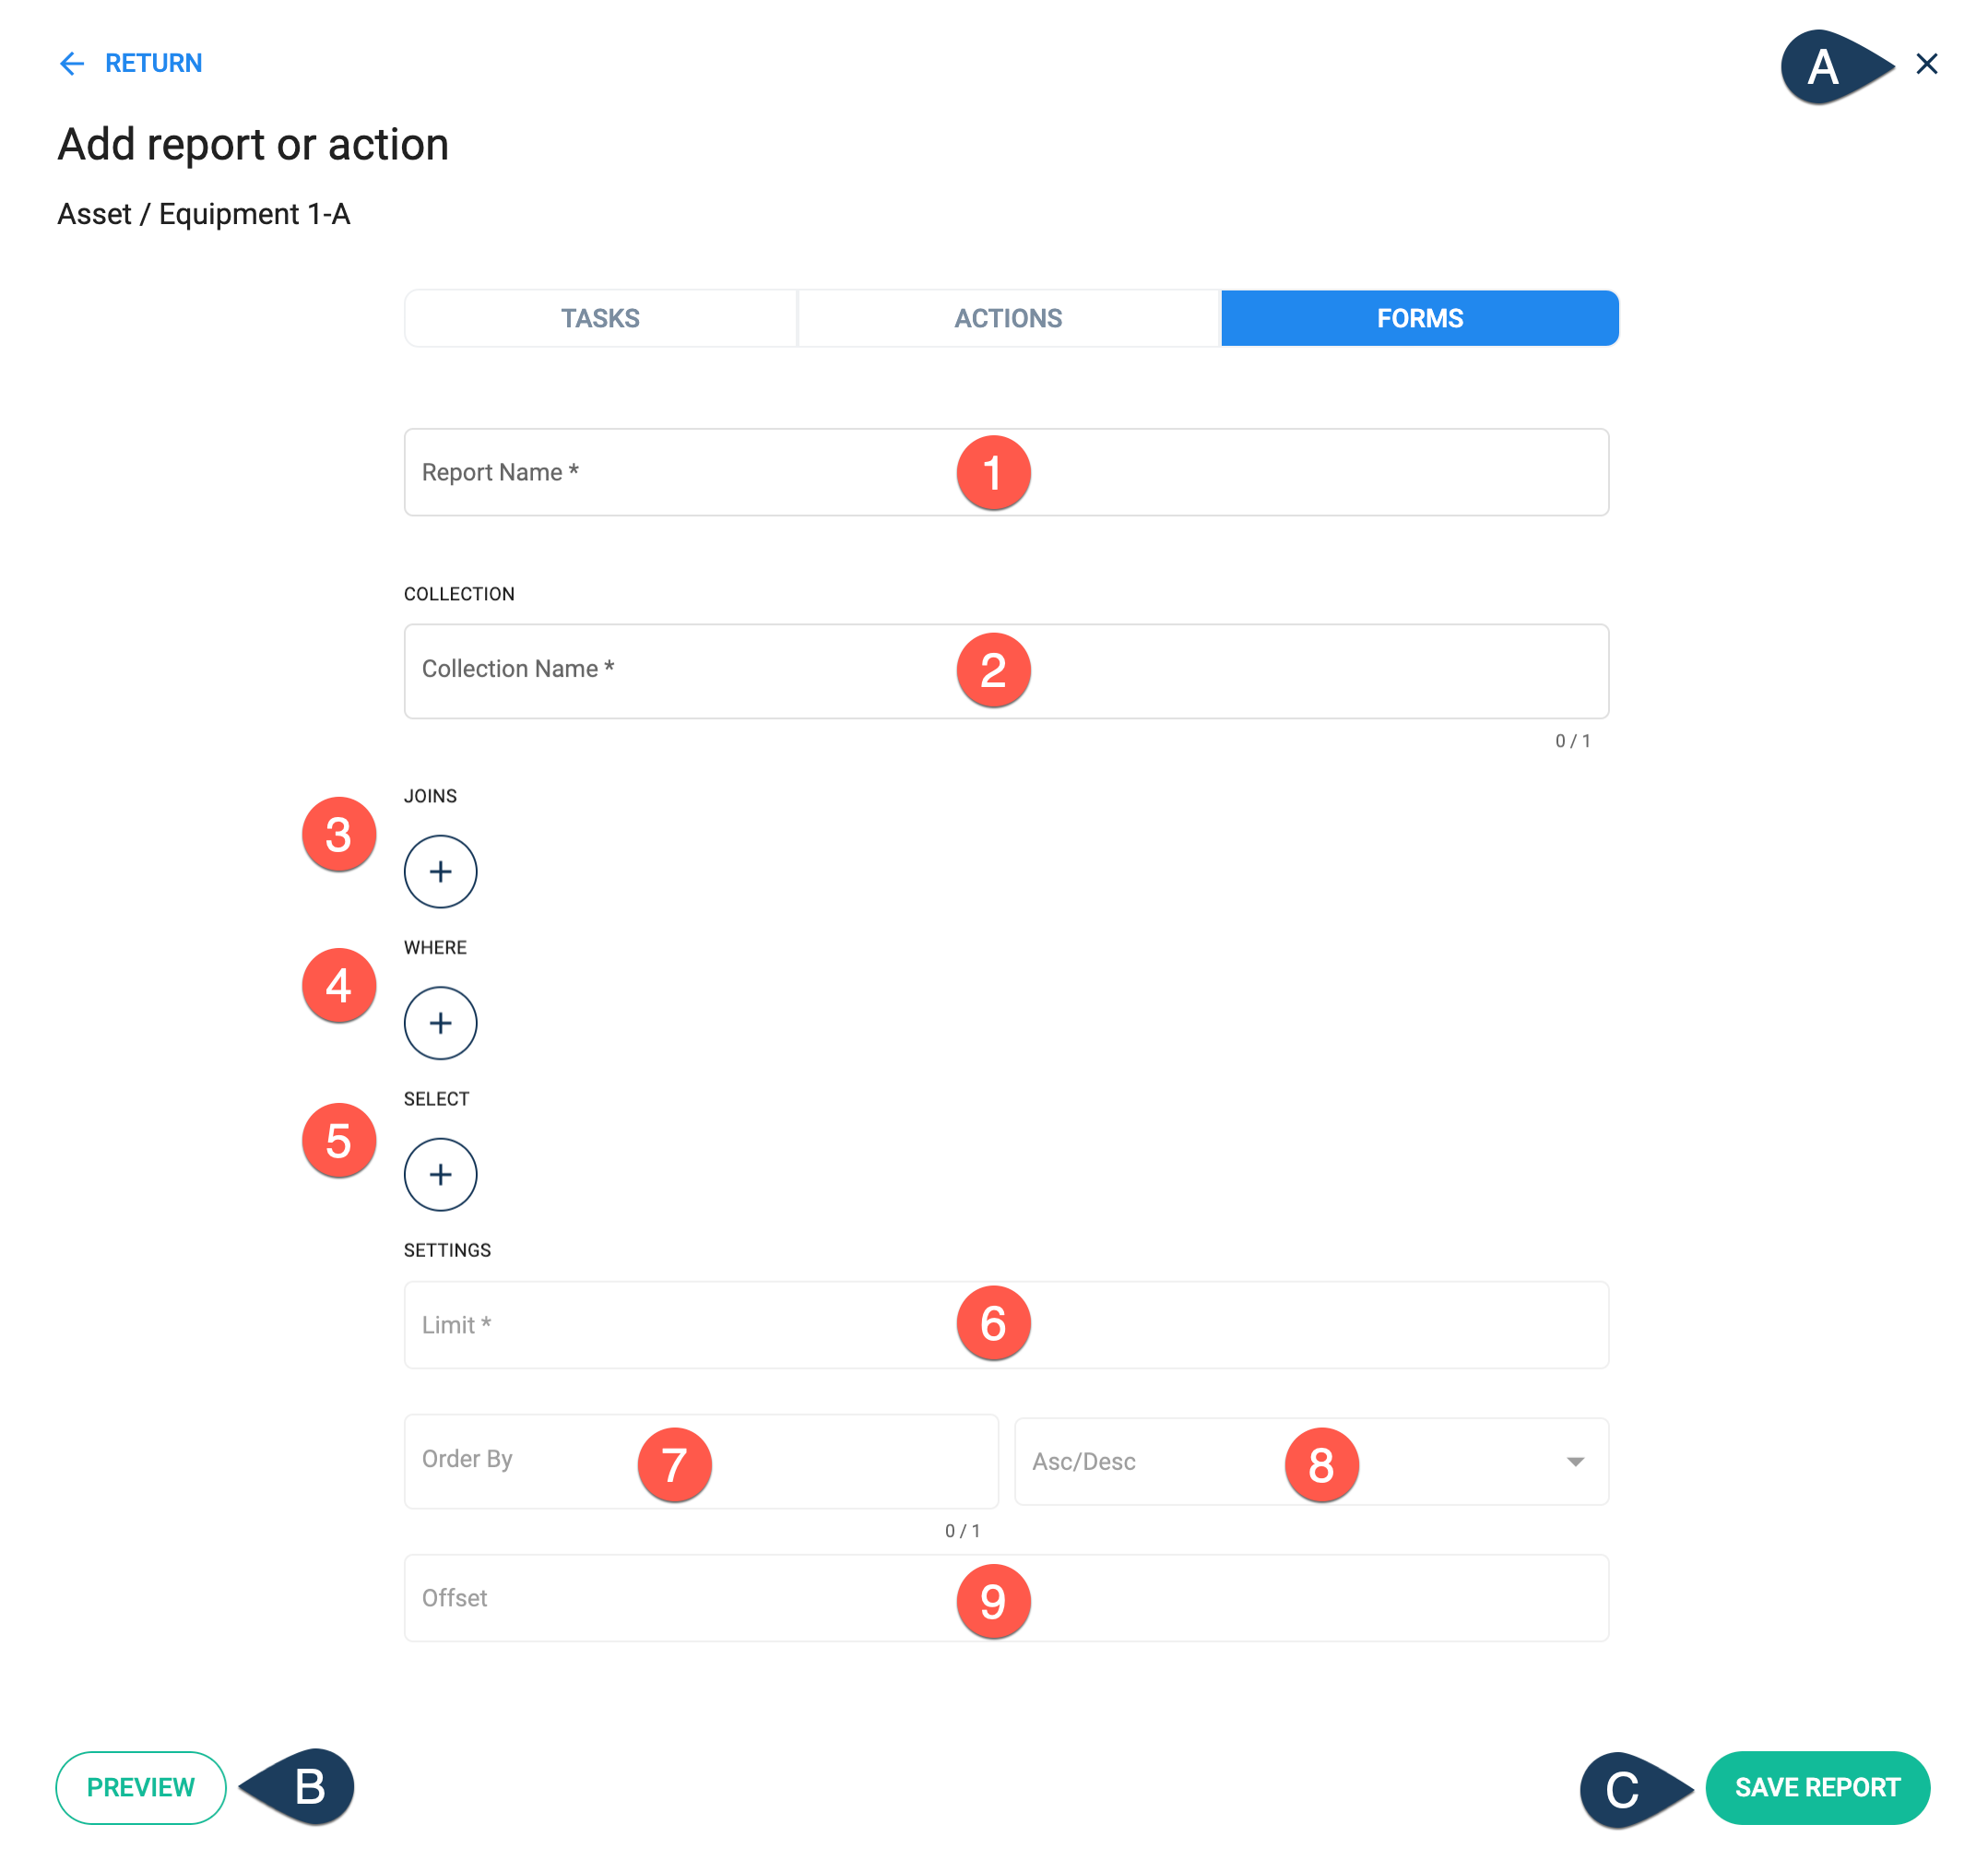 RETURN
A
Add report or action
Asset / Equipment 1-A
TASKS
ACTIONS
FORMS
Report Name *
1
COLLECTION
Collection Name *
2
0 / 1
JOINS
3
+
WHERE
4
+
SELECT
5
+
SETTINGS
Limit *
6
Order By
7
Asc/Desc
8
0 / 1
Offset
9
PREVIEW
B
C
SAVE REPORT